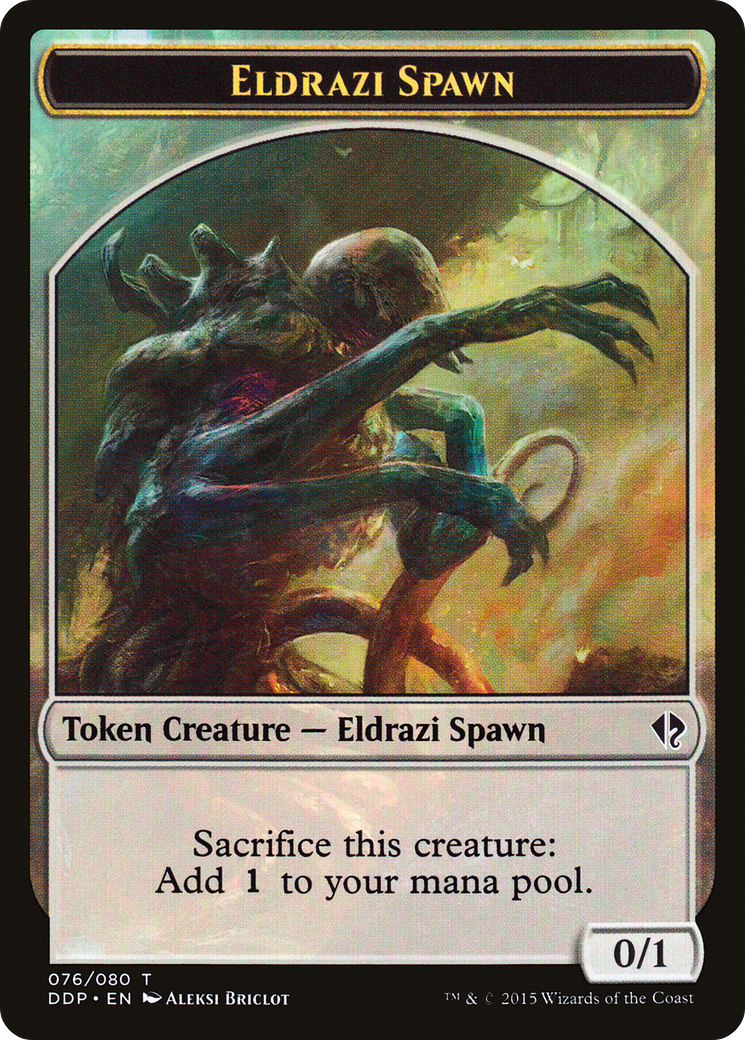 Eldrazi Spawn
Token Creature — Eldrazi Spawn
Sacrifice this creature:
Add 1 to your mana pool.
0/1
076/080 T
DDP • EN Aleksi Briclot
™ & © 2015 Wizards of the Coast